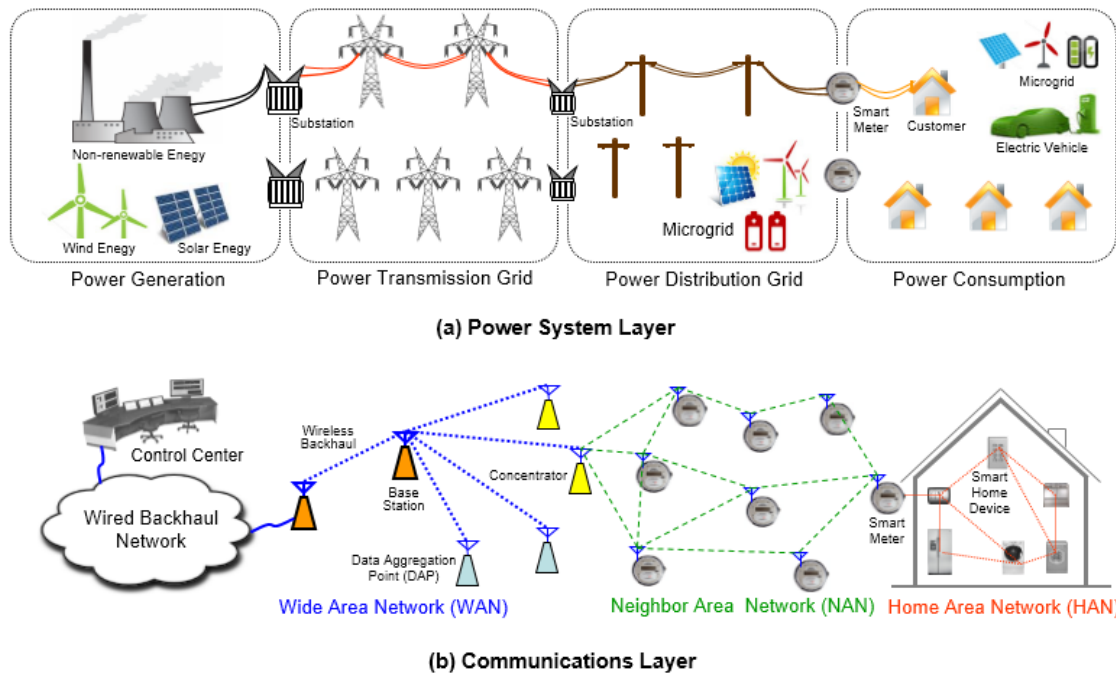 Non-renewable Enegy
Wind Enegy
Solar Enegy
Power Generation
Substation
Power Transmission Grid
Substation
Microgrid
Power Distribution Grid
Smart
Meter
Customer
Microgrid
Electric Vehicle
Power Consumption
(a) Power System Layer
Control Center
Wired Backhaul
Network
Wireless
Backhaul
Base
Station
Concentrator
Data Aggregation
Point (DAP)
Wide Area Network (WAN)
Neighbor Area Network (NAN)
Smart
Meter
Smart
Home
Device
Home Area Network (HAN)
(b) Communications Layer